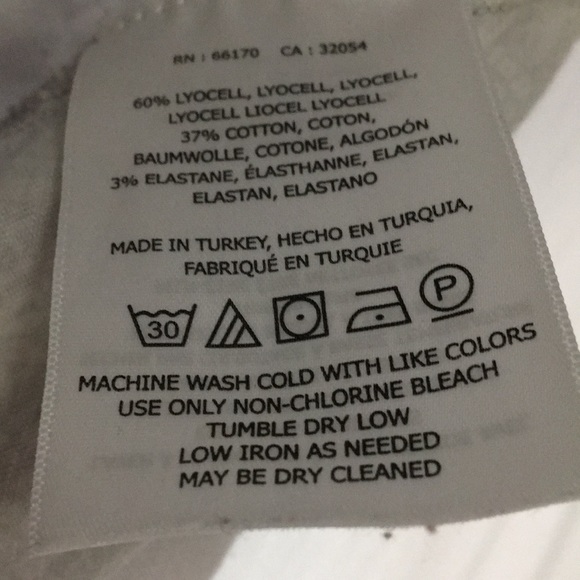 RN : 66170 CA : 32054
60% LYOCELL, LYOCELL, LYOCELL,
LYOCELL LIOCEL LYOCELL
37% COTTON, COTON,
BAUMWOLLE, COTONE, ALGODÓN
3% ELASTANE, ÉLASTHANNE, ELASTAN,
ELASTAN, ELASTANO
MADE IN TURKEY, HECHO EN TURQUIA,
FABRIQUÉ EN TURQUIE
30 P
MACHINE WASH COLD WITH LIKE COLORS
USE ONLY NON-CHLORINE BLEACH
TUMBLE DRY LOW
LOW IRON AS NEEDED
MAY BE DRY CLEANED